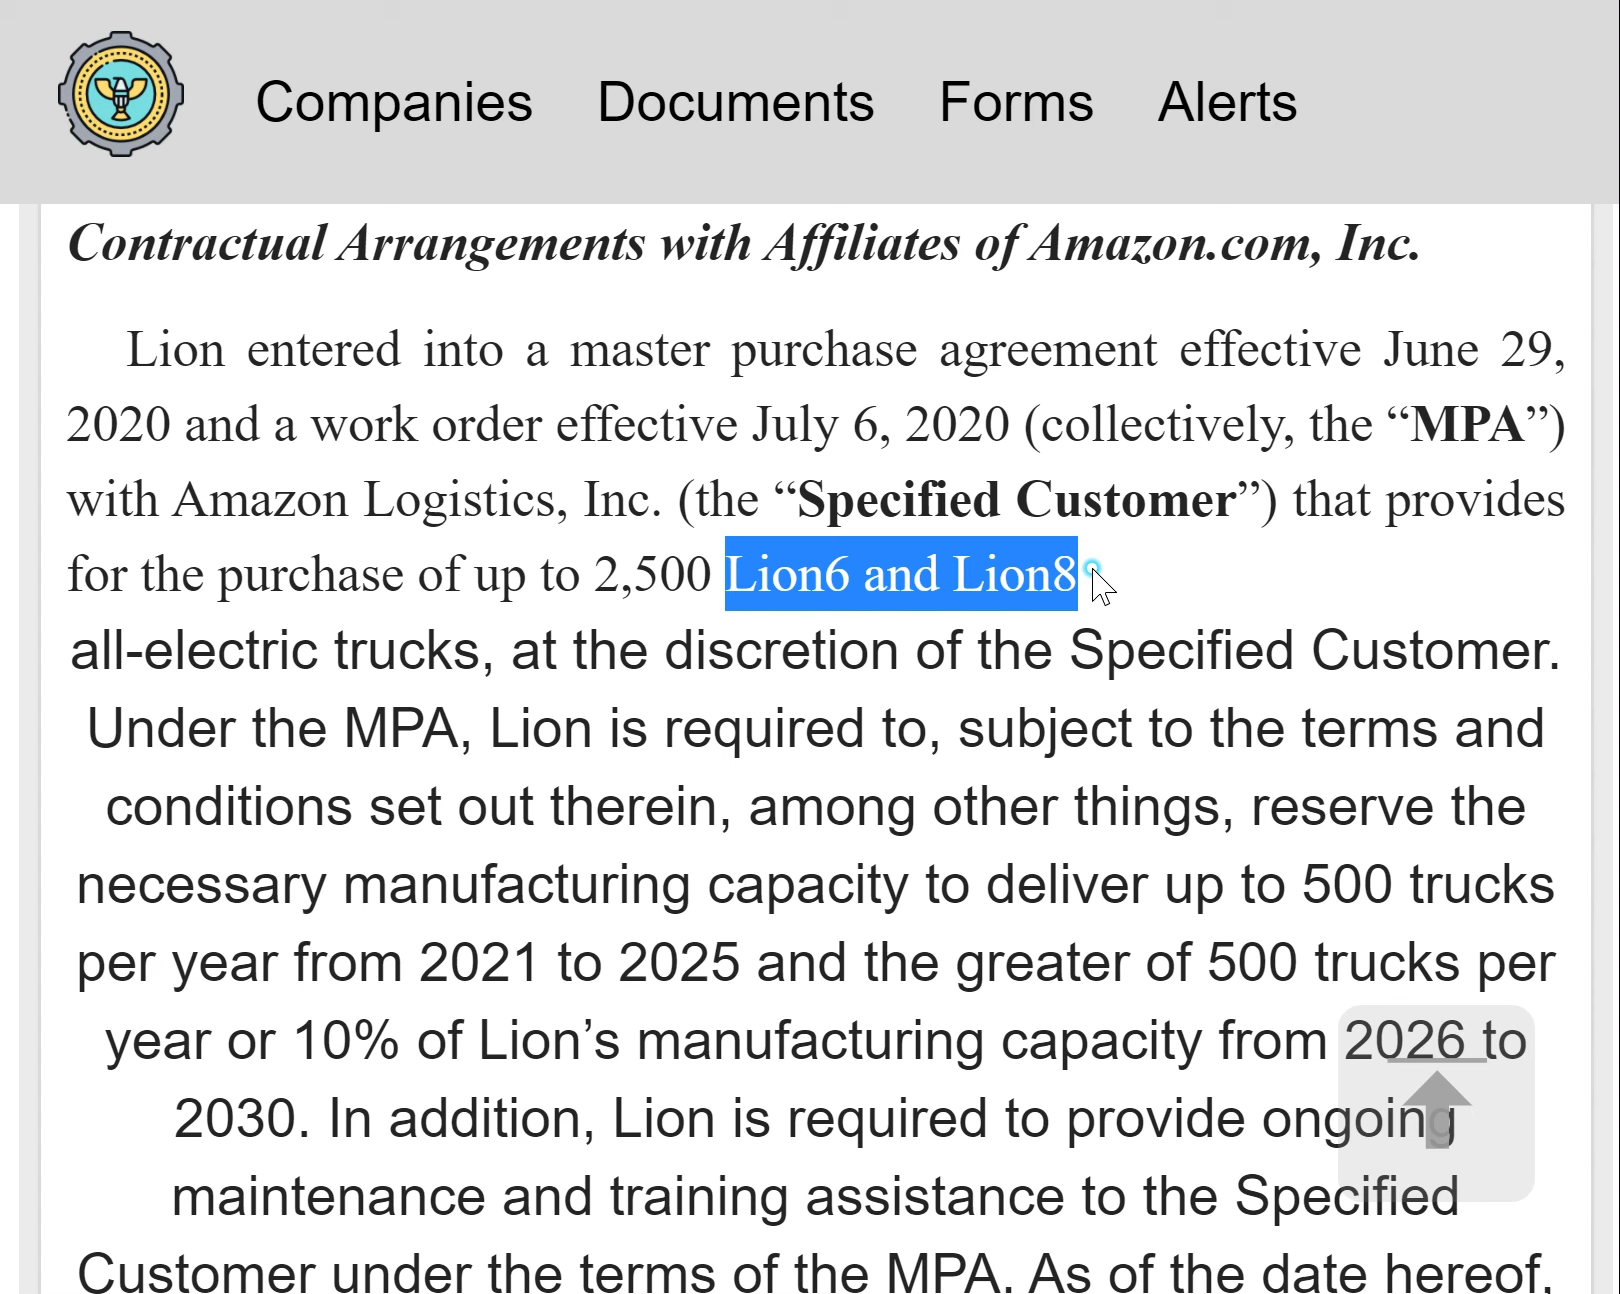 Companies Documents Forms Alerts
Contractual Arrangements with Affiliates of Amazon.com, Inc.
Lion entered into a master purchase agreement effective June 29,
2020 and a work order effective July 6, 2020 (collectively, the “MPA”)
with Amazon Logistics, Inc. (the “Specified Customer”) that provides
for the purchase of up to 2,500 Lion6 and Lion8
all-electric trucks, at the discretion of the Specified Customer.
Under the MPA, Lion is required to, subject to the terms and
conditions set out therein, among other things, reserve the
necessary manufacturing capacity to deliver up to 500 trucks
per year from 2021 to 2025 and the greater of 500 trucks per
year or 10% of Lion’s manufacturing capacity from 2026 to
2030. In addition, Lion is required to provide ongoing
maintenance and training assistance to the Specified
Customer under the terms of the MPA. As of the date hereof,